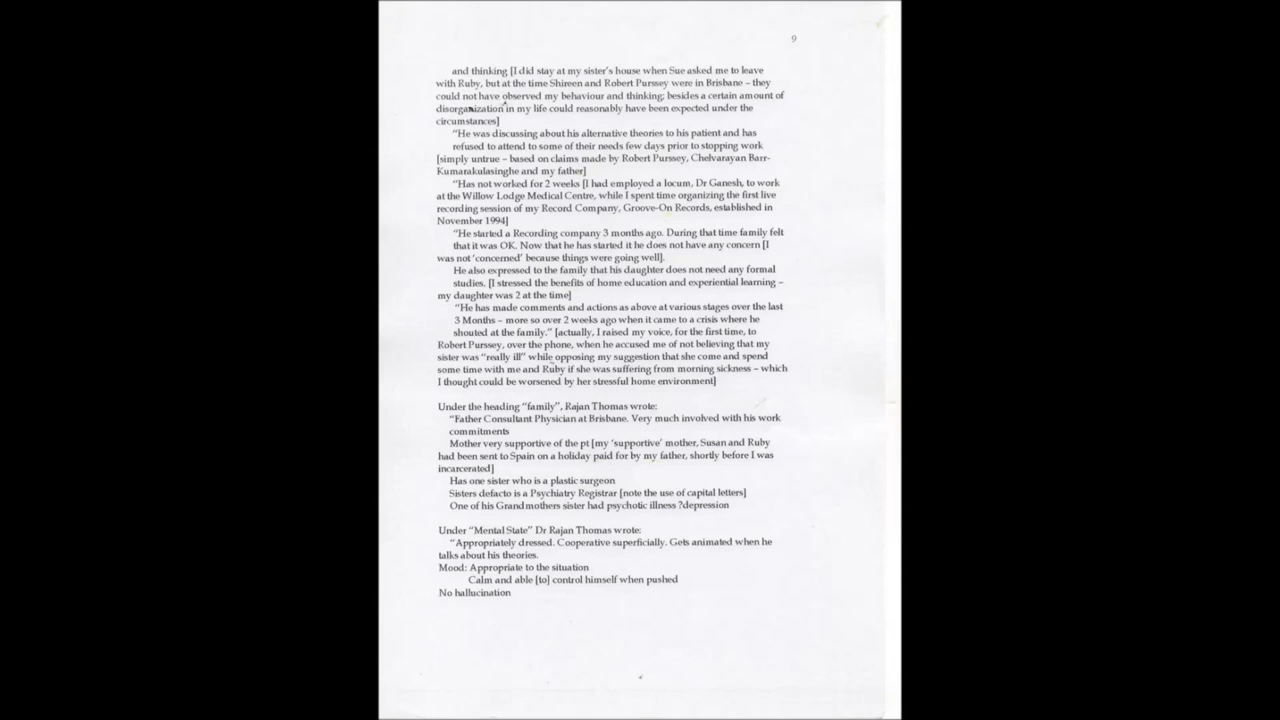 9
and thinking [I did stay at my sister's house when Sue asked me to leave
with Ruby, but at the time Shireen and Robert Purssey were in Brisbane – they
could not have observed my behaviour and thinking; besides a certain amount of
disorganization in my life could reasonably have been expected under the
circumstances]
"He was discussing about his alternative theories to his patient and has
refused to attend to some of their needs few days prior to stopping work
[simply untrue – based on claims made by Robert Purssey, Chelvarayan Barr-
Kumarakulasinghe and my father]
"Has not worked for 2 weeks [I had employed a locum, Dr Ganesh, to work
at the Willow Lodge Medical Centre, while I spent time organizing the first live
recording session of my Record Company, Groove-On Records, established in
November 1994]
"He started a Recording company 3 months ago. During that time family felt
that it was OK. Now that he has started it he does not have any concern [I
was not 'concerned' because things were going well].
He also expressed to the family that his daughter does not need any formal
studies. [I stressed the benefits of home education and experiential learning –
my daughter was 2 at the time]
"He has made comments and actions as above at various stages over the last
3 Months – more so over 2 weeks ago when it came to a crisis where he
shouted at the family." [actually, I raised my voice, for the first time, to
Robert Purssey, over the phone, when he accused me of not believing that my
sister was "really ill" while opposing my suggestion that she come and spend
some time with me and Ruby if she was suffering from morning sickness – which
I thought could be worsened by her stressful home environment]
Under the heading "family", Rajan Thomas wrote:
"Father Consultant Physician at Brisbane. Very much involved with his work
commitments
Mother very supportive of the pt [my 'supportive' mother, Susan and Ruby
had been sent to Spain on a holiday paid for by my father, shortly before I was
incarcerated]
Has one sister who is a plastic surgeon
Sisters defacto is a Psychiatry Registrar [note the use of capital letters]
One of his Grandmothers sister had psychotic illness ?depression
Under "Mental State" Dr Rajan Thomas wrote:
"Appropriately dressed. Cooperative superficially. Gets animated when he
talks about his theories.
Mood: Appropriate to the situation
Calm and able [to] control himself when pushed
No hallucination